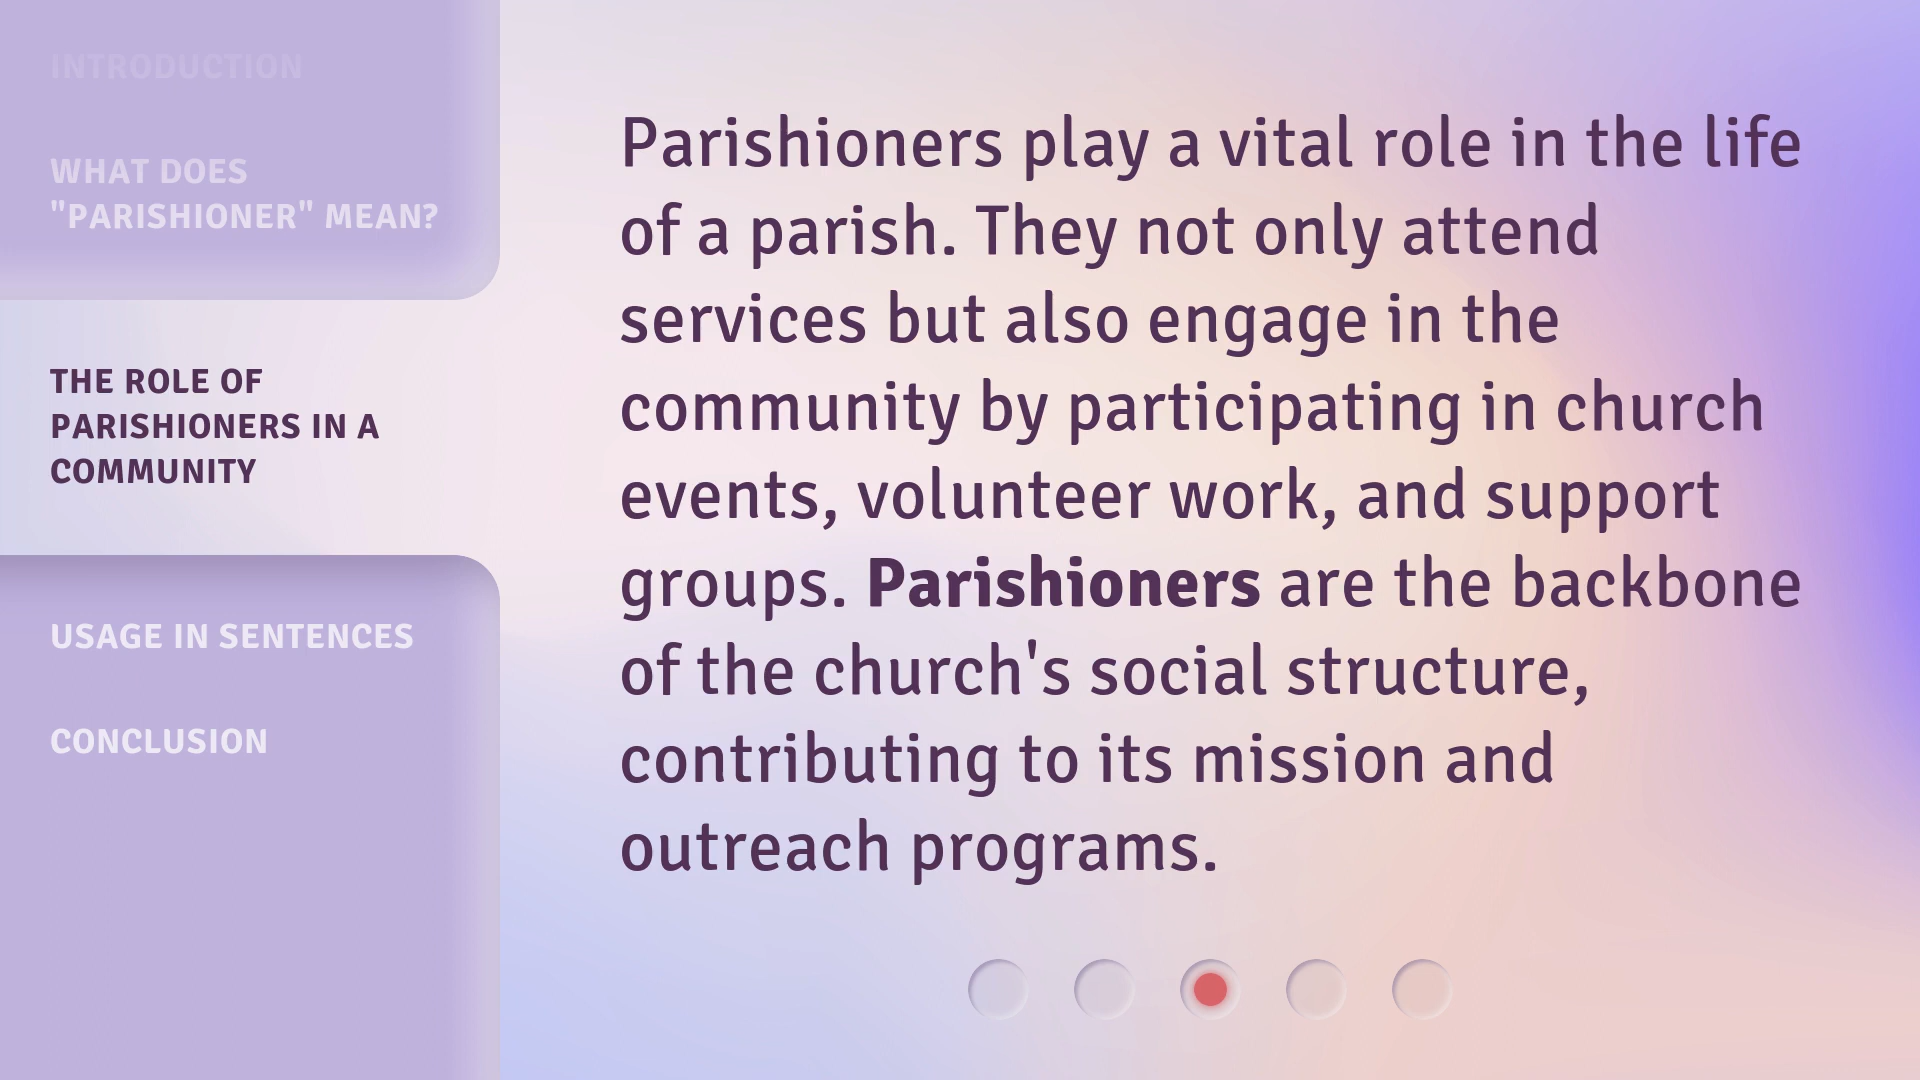 INTRODUCTION
WHAT DOES
"PARISHIONER" MEAN?
THE ROLE OF
PARISHIONERS IN A
COMMUNITY
USAGE IN SENTENCES
CONCLUSION
Parishioners play a vital role in the life
of a parish. They not only attend
services but also engage in the
community by participating in church
events, volunteer work, and support
groups. Parishioners are the backbone
of the church's social structure,
contributing to its mission and
outreach programs.